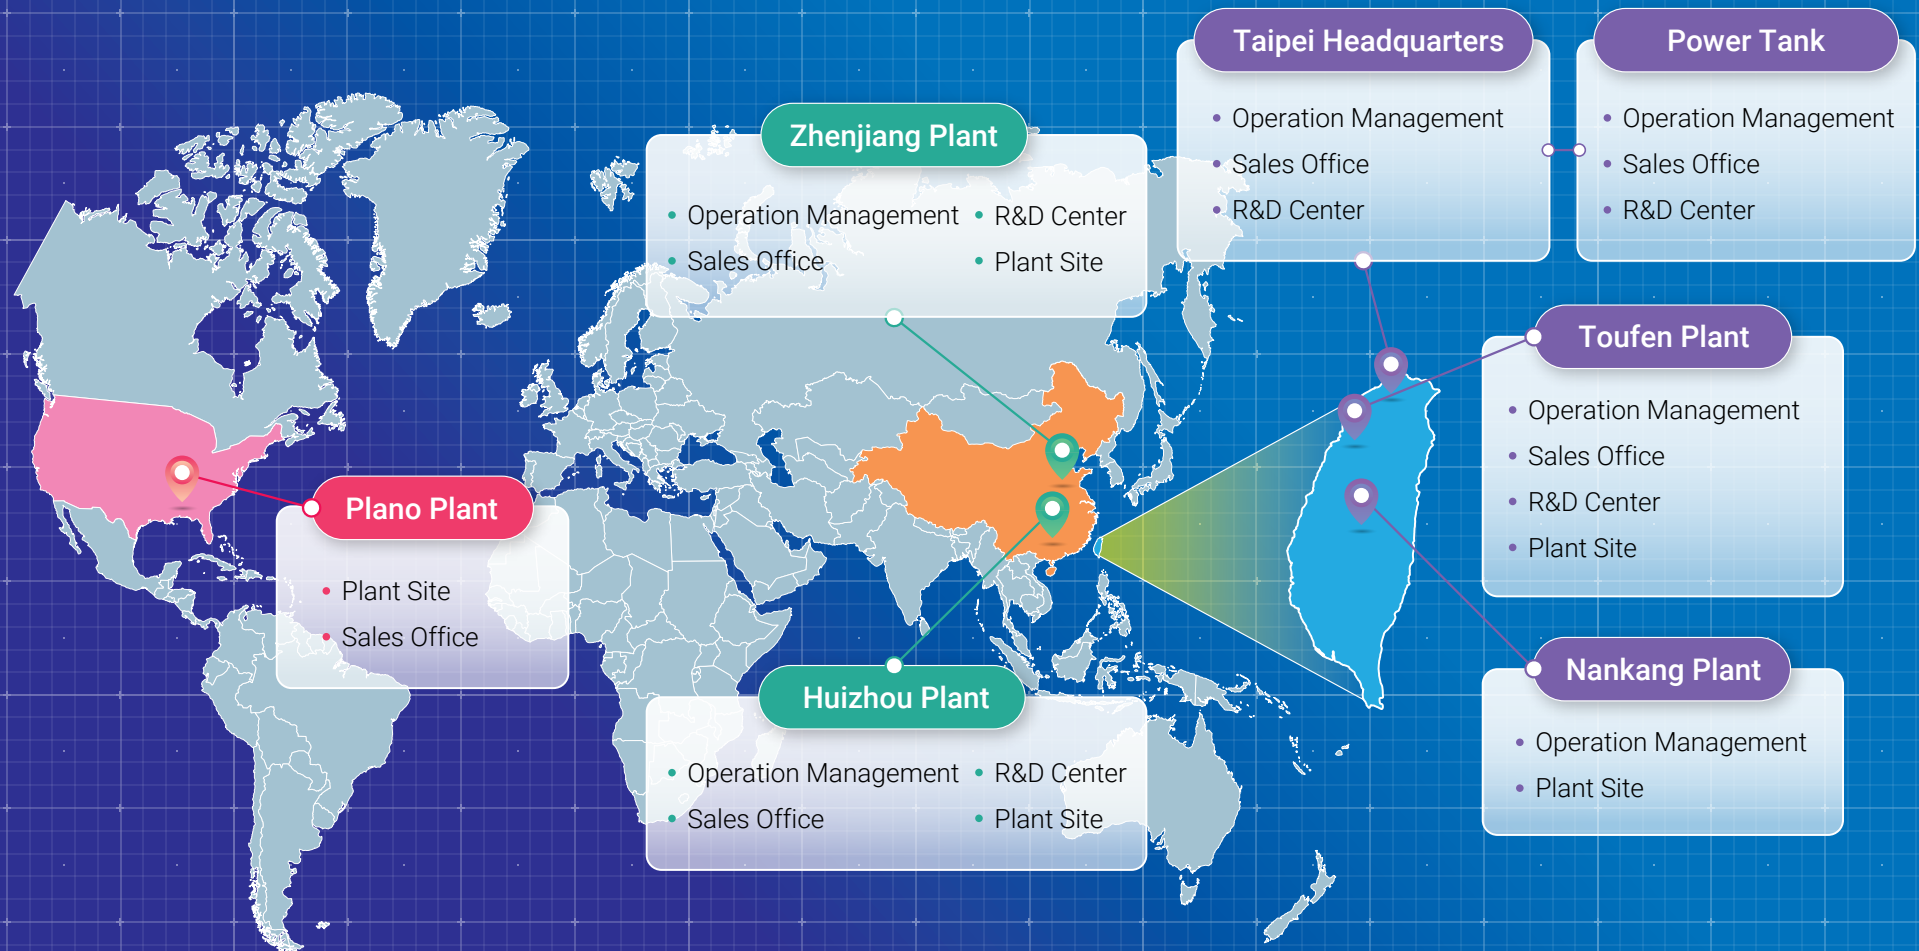 Taipei Headquarters
Operation Management
Sales Office
R&D Center
Power Tank
Operation Management
Sales Office
R&D Center
Zhenjiang Plant
Operation Management
R&D Center
Sales Office
Plant Site
Toufen Plant
Operation Management
Sales Office
R&D Center
Plant Site
Plano Plant
Plant Site
Sales Office
Huizhou Plant
Operation Management
R&D Center
Sales Office
Plant Site
Nankang Plant
Operation Management
Plant Site